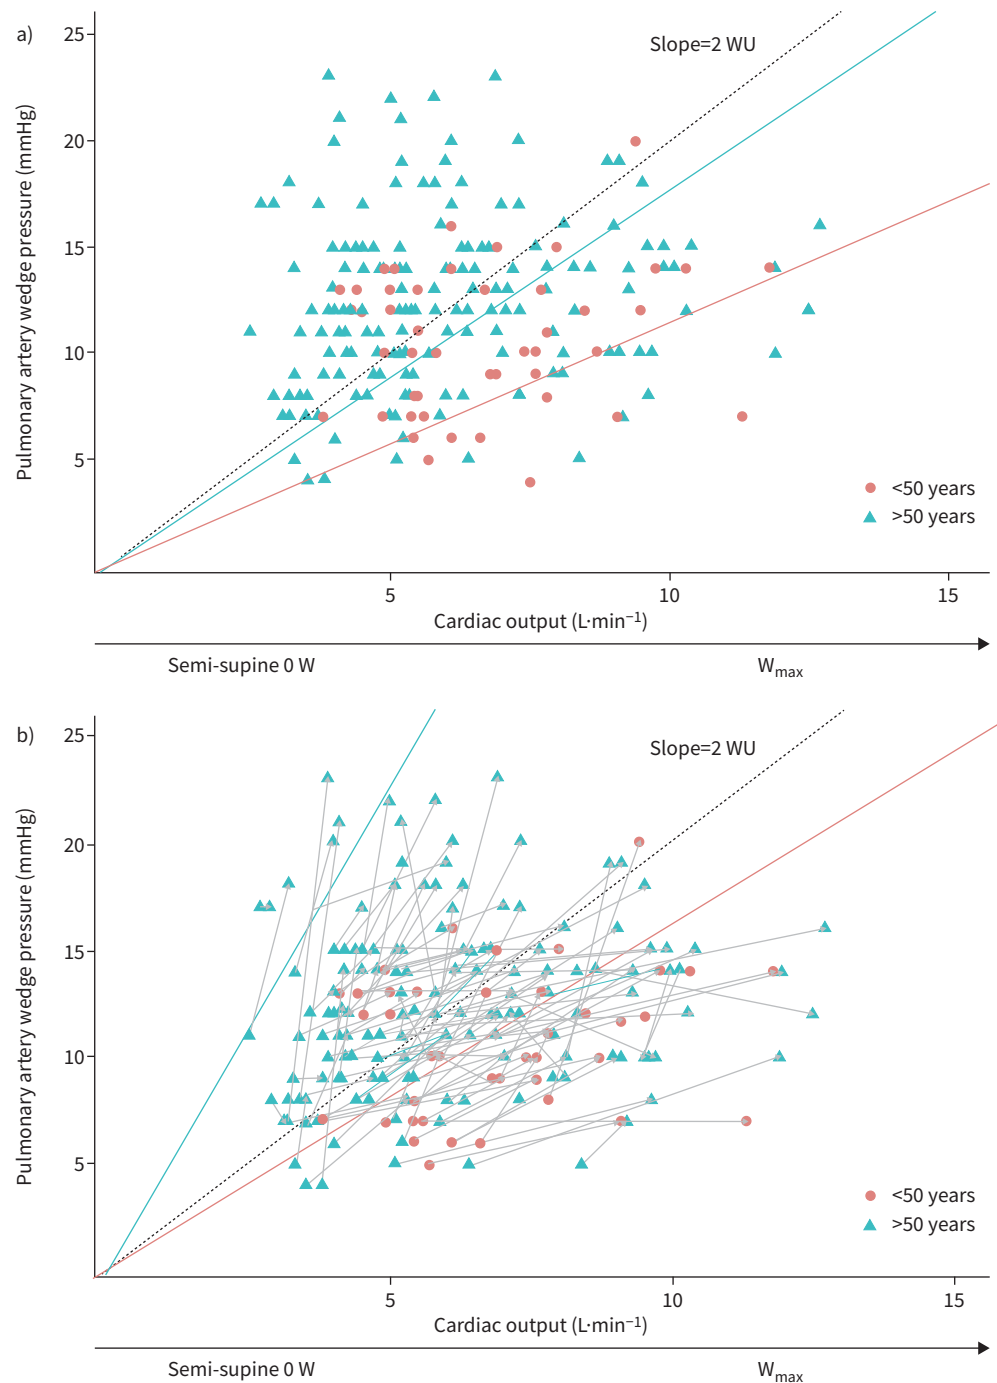 a)
25
20
15
10
5
Pulmonary artery wedge pressure (mmHg)
Slope=2 WU
<50 years
>50 years
5 10 15
Cardiac output (L·min⁻¹)
Semi-supine 0 W Wmax
b)
25
20
15
10
5
Pulmonary artery wedge pressure (mmHg)
Slope=2 WU
<50 years
>50 years
5 10 15
Cardiac output (L·min⁻¹)
Semi-supine 0 W Wmax